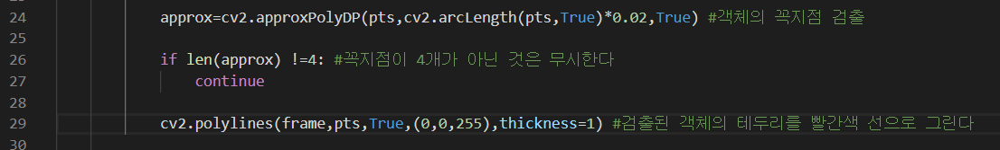 24 approx=cv2.approxPolyDP(pts,cv2.arcLength(pts,True)*0.02,True) #객체의 꼭지점 검출
25
26 if len(approx) !=4: #꼭지점이 4개가 아닌 것은 무시한다
27 continue
28
29 cv2.polylines(frame,pts,True,(0,0,255),thickness=1) #검출된 객체의 테두리를 빨간색 선으로 그린다
30